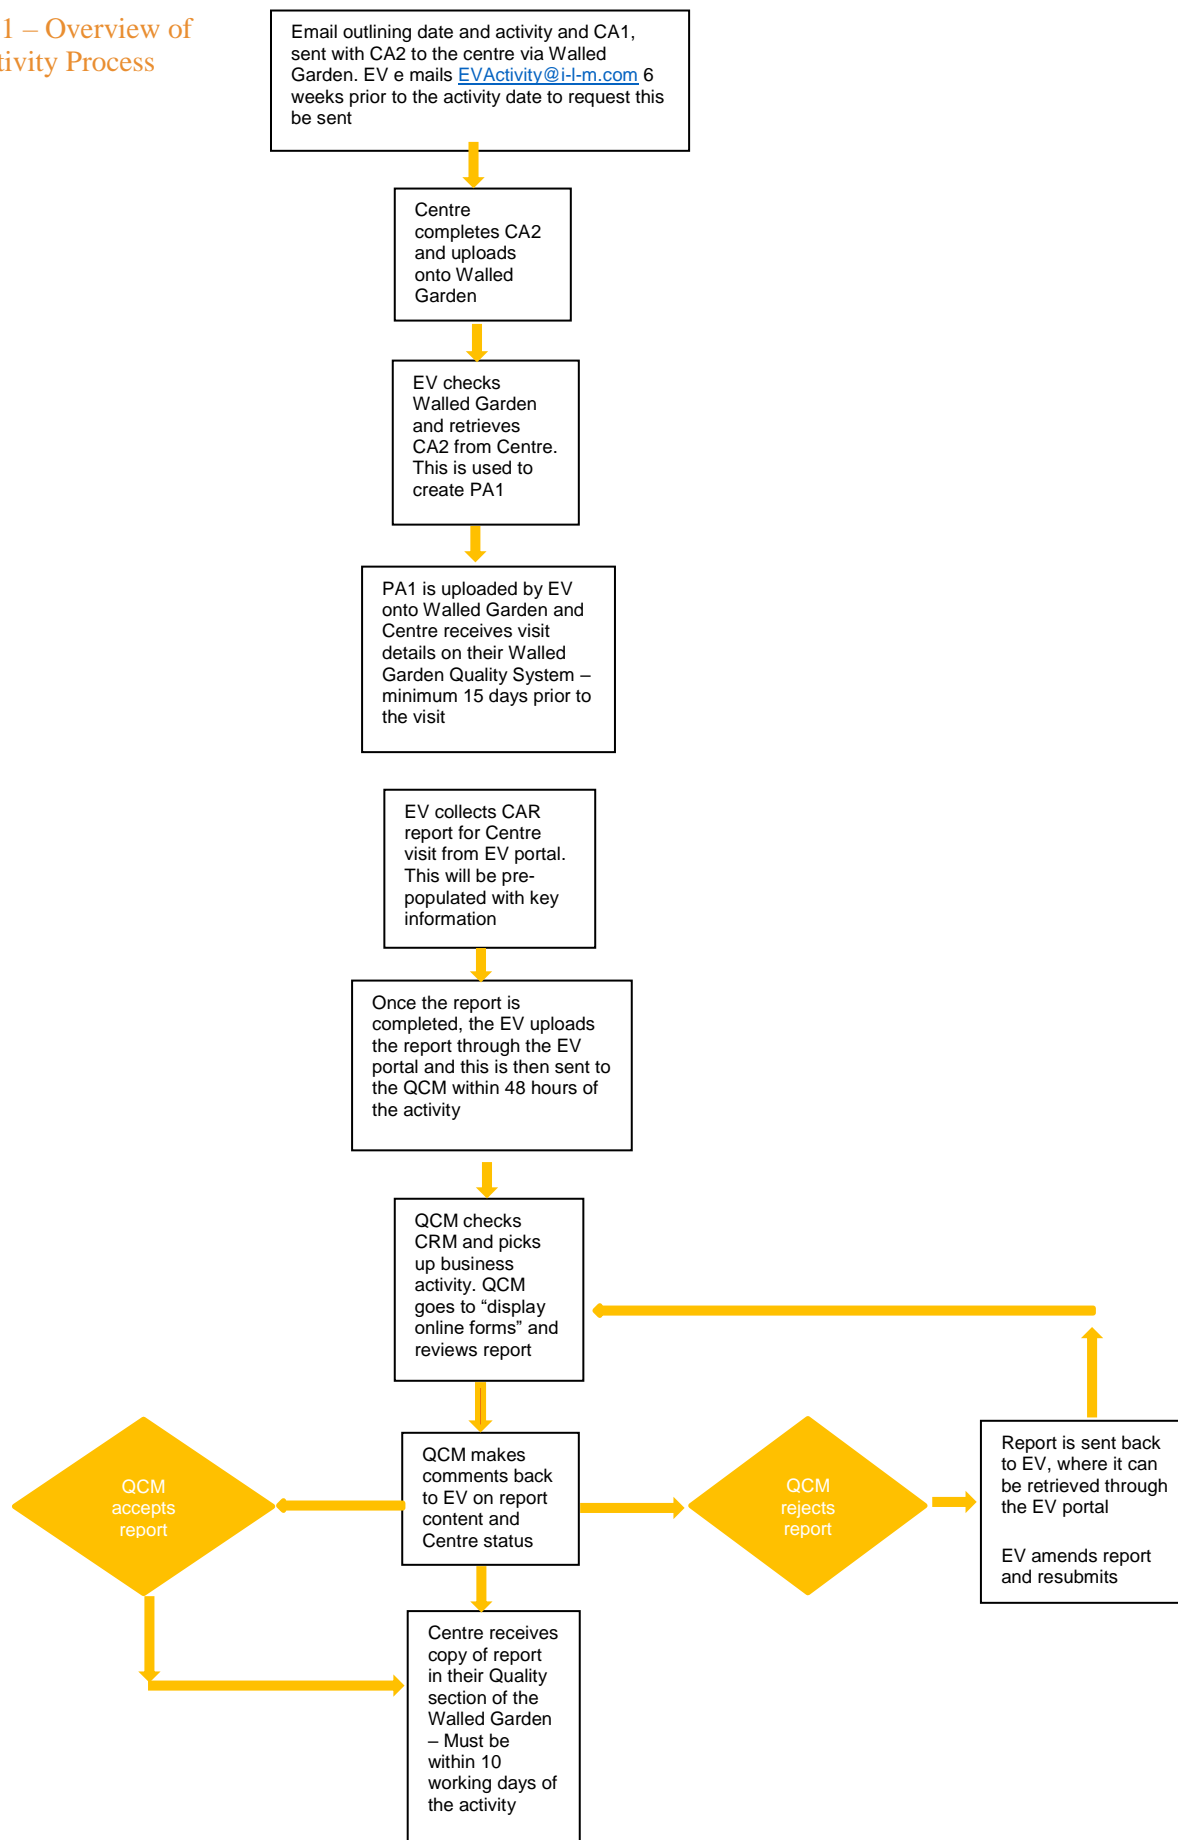 1 – Overview of
tivity Process
Email outlining date and activity and CA1,
sent with CA2 to the centre via Walled
Garden. EV e mails EVActivity@i-l-m.com 6
weeks prior to the activity date to request this
be sent
Centre
completes CA2
and uploads
onto Walled
Garden
EV checks
Walled Garden
and retrieves
CA2 from Centre.
This is used to
create PA1
PA1 is uploaded by EV
onto Walled Garden and
Centre receives visit
details on their Walled
Garden Quality System –
minimum 15 days prior to
the visit
EV collects CAR
report for Centre
visit from EV portal.
This will be pre-
populated with key
information
Once the report is
completed, the EV uploads
the report through the EV
portal and this is then sent to
the QCM within 48 hours of
the activity
QCM checks
CRM and picks
up business
activity. QCM
goes to “display
online forms” and
reviews report
QCM
accepts
report
QCM makes
comments back
to EV on report
content and
Centre status
QCM
rejects
report
Report is sent back
to EV, where it can
be retrieved through
the EV portal
EV amends report
and resubmits
Centre receives
copy of report
in their Quality
section of the
Walled Garden
– Must be
within 10
working days of
the activity